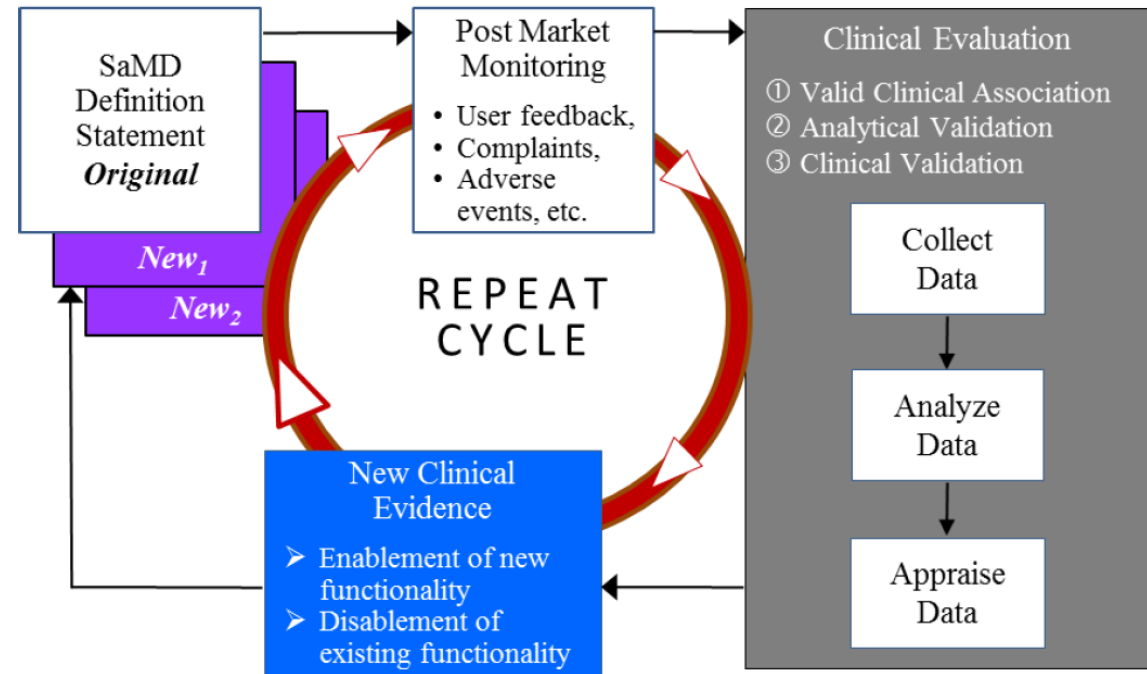 SaMD
Definition
Statement
Original
New₁
New₂
Post Market
Monitoring
• User feedback,
• Complaints,
• Adverse
events, etc.
REPEAT
CYCLE
New Clinical
Evidence
➢ Enablement of new
functionality
➢ Disablement of
existing functionality
Clinical Evaluation
① Valid Clinical Association
② Analytical Validation
③ Clinical Validation
Collect
Data
Analyze
Data
Appraise
Data